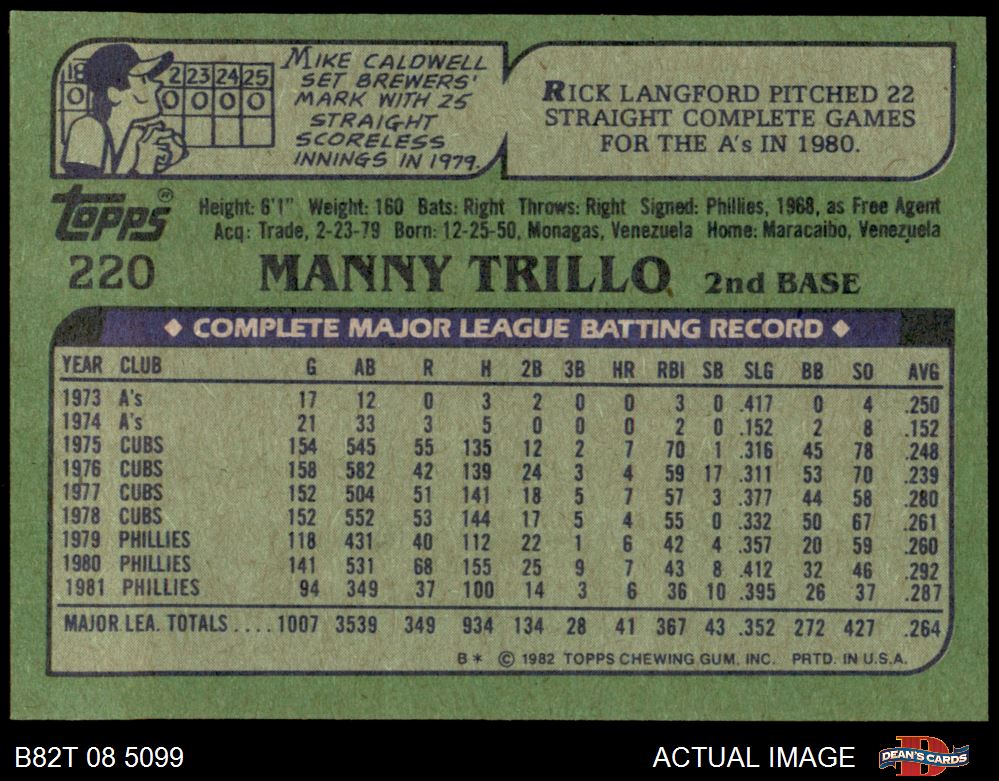 18 2 23 24 25
0 0 0 0 0
MIKE CALDWELL
SET BREWERS'
MARK WITH 25
STRAIGHT
SCORELESS
INNINGS IN 1979.
RICK LANGFORD PITCHED 22
STRAIGHT COMPLETE GAMES
FOR THE A's IN 1980.
topps®
Height: 6'1" Weight: 160 Bats: Right Throws: Right Signed: Phillies, 1968, as Free Agent
Acq: Trade, 2-23-79 Born: 12-25-50, Monagas, Venezuela Home: Maracaibo, Venezuela
220 MANNY TRILLO 2nd BASE
◆ COMPLETE MAJOR LEAGUE BATTING RECORD ◆
YEAR CLUB G AB R H 2B 3B HR RBI SB SLG BB SO AVG
1973 A's 17 12 0 3 2 0 0 3 0 .417 0 4 .250
1974 A's 21 33 3 5 0 0 0 2 0 .152 2 8 .152
1975 CUBS 154 545 55 135 12 2 7 70 1 .316 45 78 .248
1976 CUBS 158 582 42 139 24 3 4 59 17 .311 53 70 .239
1977 CUBS 152 504 51 141 18 5 7 57 3 .377 44 58 .280
1978 CUBS 152 552 53 144 17 5 4 55 0 .332 50 67 .261
1979 PHILLIES 118 431 40 112 22 1 6 42 4 .357 20 59 .260
1980 PHILLIES 141 531 68 155 25 9 7 43 8 .412 32 46 .292
1981 PHILLIES 94 349 37 100 14 3 6 36 10 .395 26 37 .287
MAJOR LEA. TOTALS .... 1007 3539 349 934 134 28 41 367 43 .352 272 427 .264
B* © 1982 TOPPS CHEWING GUM, INC. PRTD. IN U.S.A.
B82T 08 5099 ACTUAL IMAGE DEAN'S CARDS